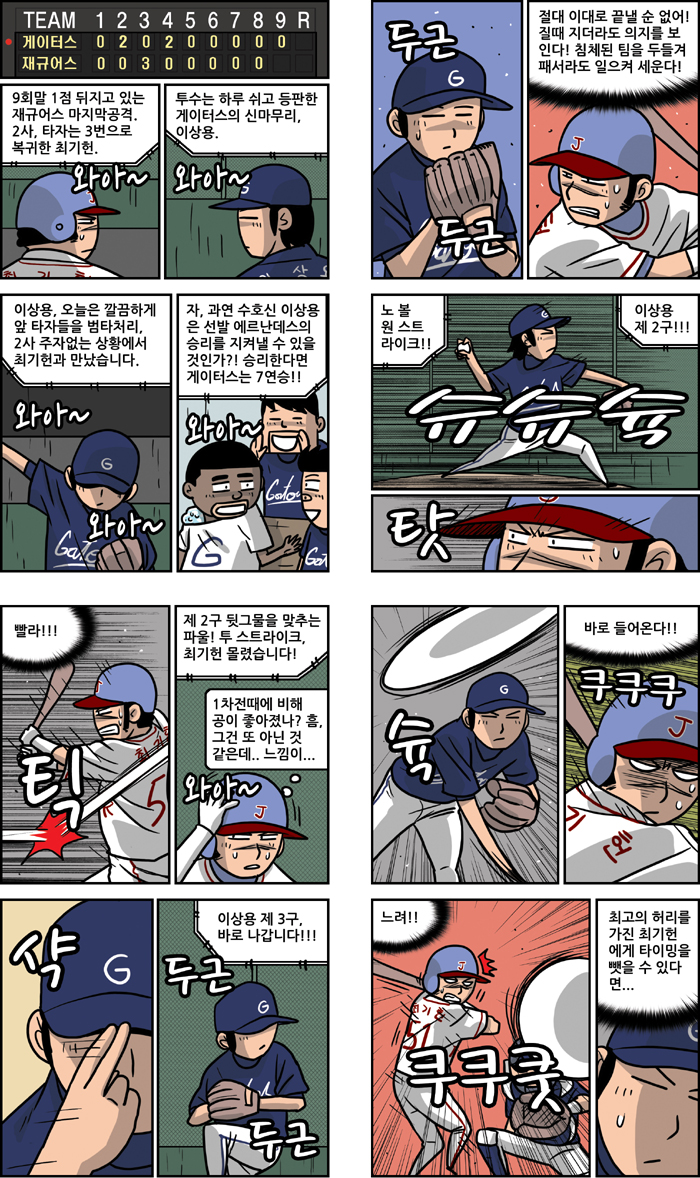 TEAM 1 2 3 4 5 6 7 8 9 R
게이터스 0 2 0 2 0 0 0 0 0
재규어스 0 0 3 0 0 0 0 0
9회말 1점 뒤지고 있는
재규어스 마지막공격.
2사, 타자는 3번으로
복귀한 최기헌.
와아~
J
투수는 하루 쉬고 등판한
게이터스의 신마무리,
이상용.
와아~
G
이상용, 오늘은 깔끔하게
앞 타자들을 범타처리,
2사 주자없는 상황에서
최기헌과 만났습니다.
와아~
G
와아~
자, 과연 수호신 이상용
은 선발 에르난데스의
승리를 지켜낼 수 있을
것인가?! 승리한다면
게이터스는 7연승!!
와아~
G
두근
G
두근
절대 이대로 끝낼 순 없어!
질때 지더라도 의지를 보
인다! 침체된 팀을 두들겨
패서라도 일으켜 세운다!
J
노 볼
원 스트
라이크!!
이상용
제 2구!!!
G
슈슈슉
탓
빨라!!!
J
틱
5
제 2구 뒷그물을 맞추는
파울! 투 스트라이크,
최기헌 몰렸습니다!
1차전때에 비해
공이 좋아졌나? 흠,
그건 또 아닌 것
같은데.. 느낌이...
와아~
J
샥
G
이상용 제 3구,
바로 나갑니다!!!
두근
G
두근
G
슉
바로 들어온다!!
쿠쿠쿠
J
느려!!
J
쿠쿠쿳
최고의 허리를
가진 최기헌
에게 타이밍을
뺏을 수 있다
면...